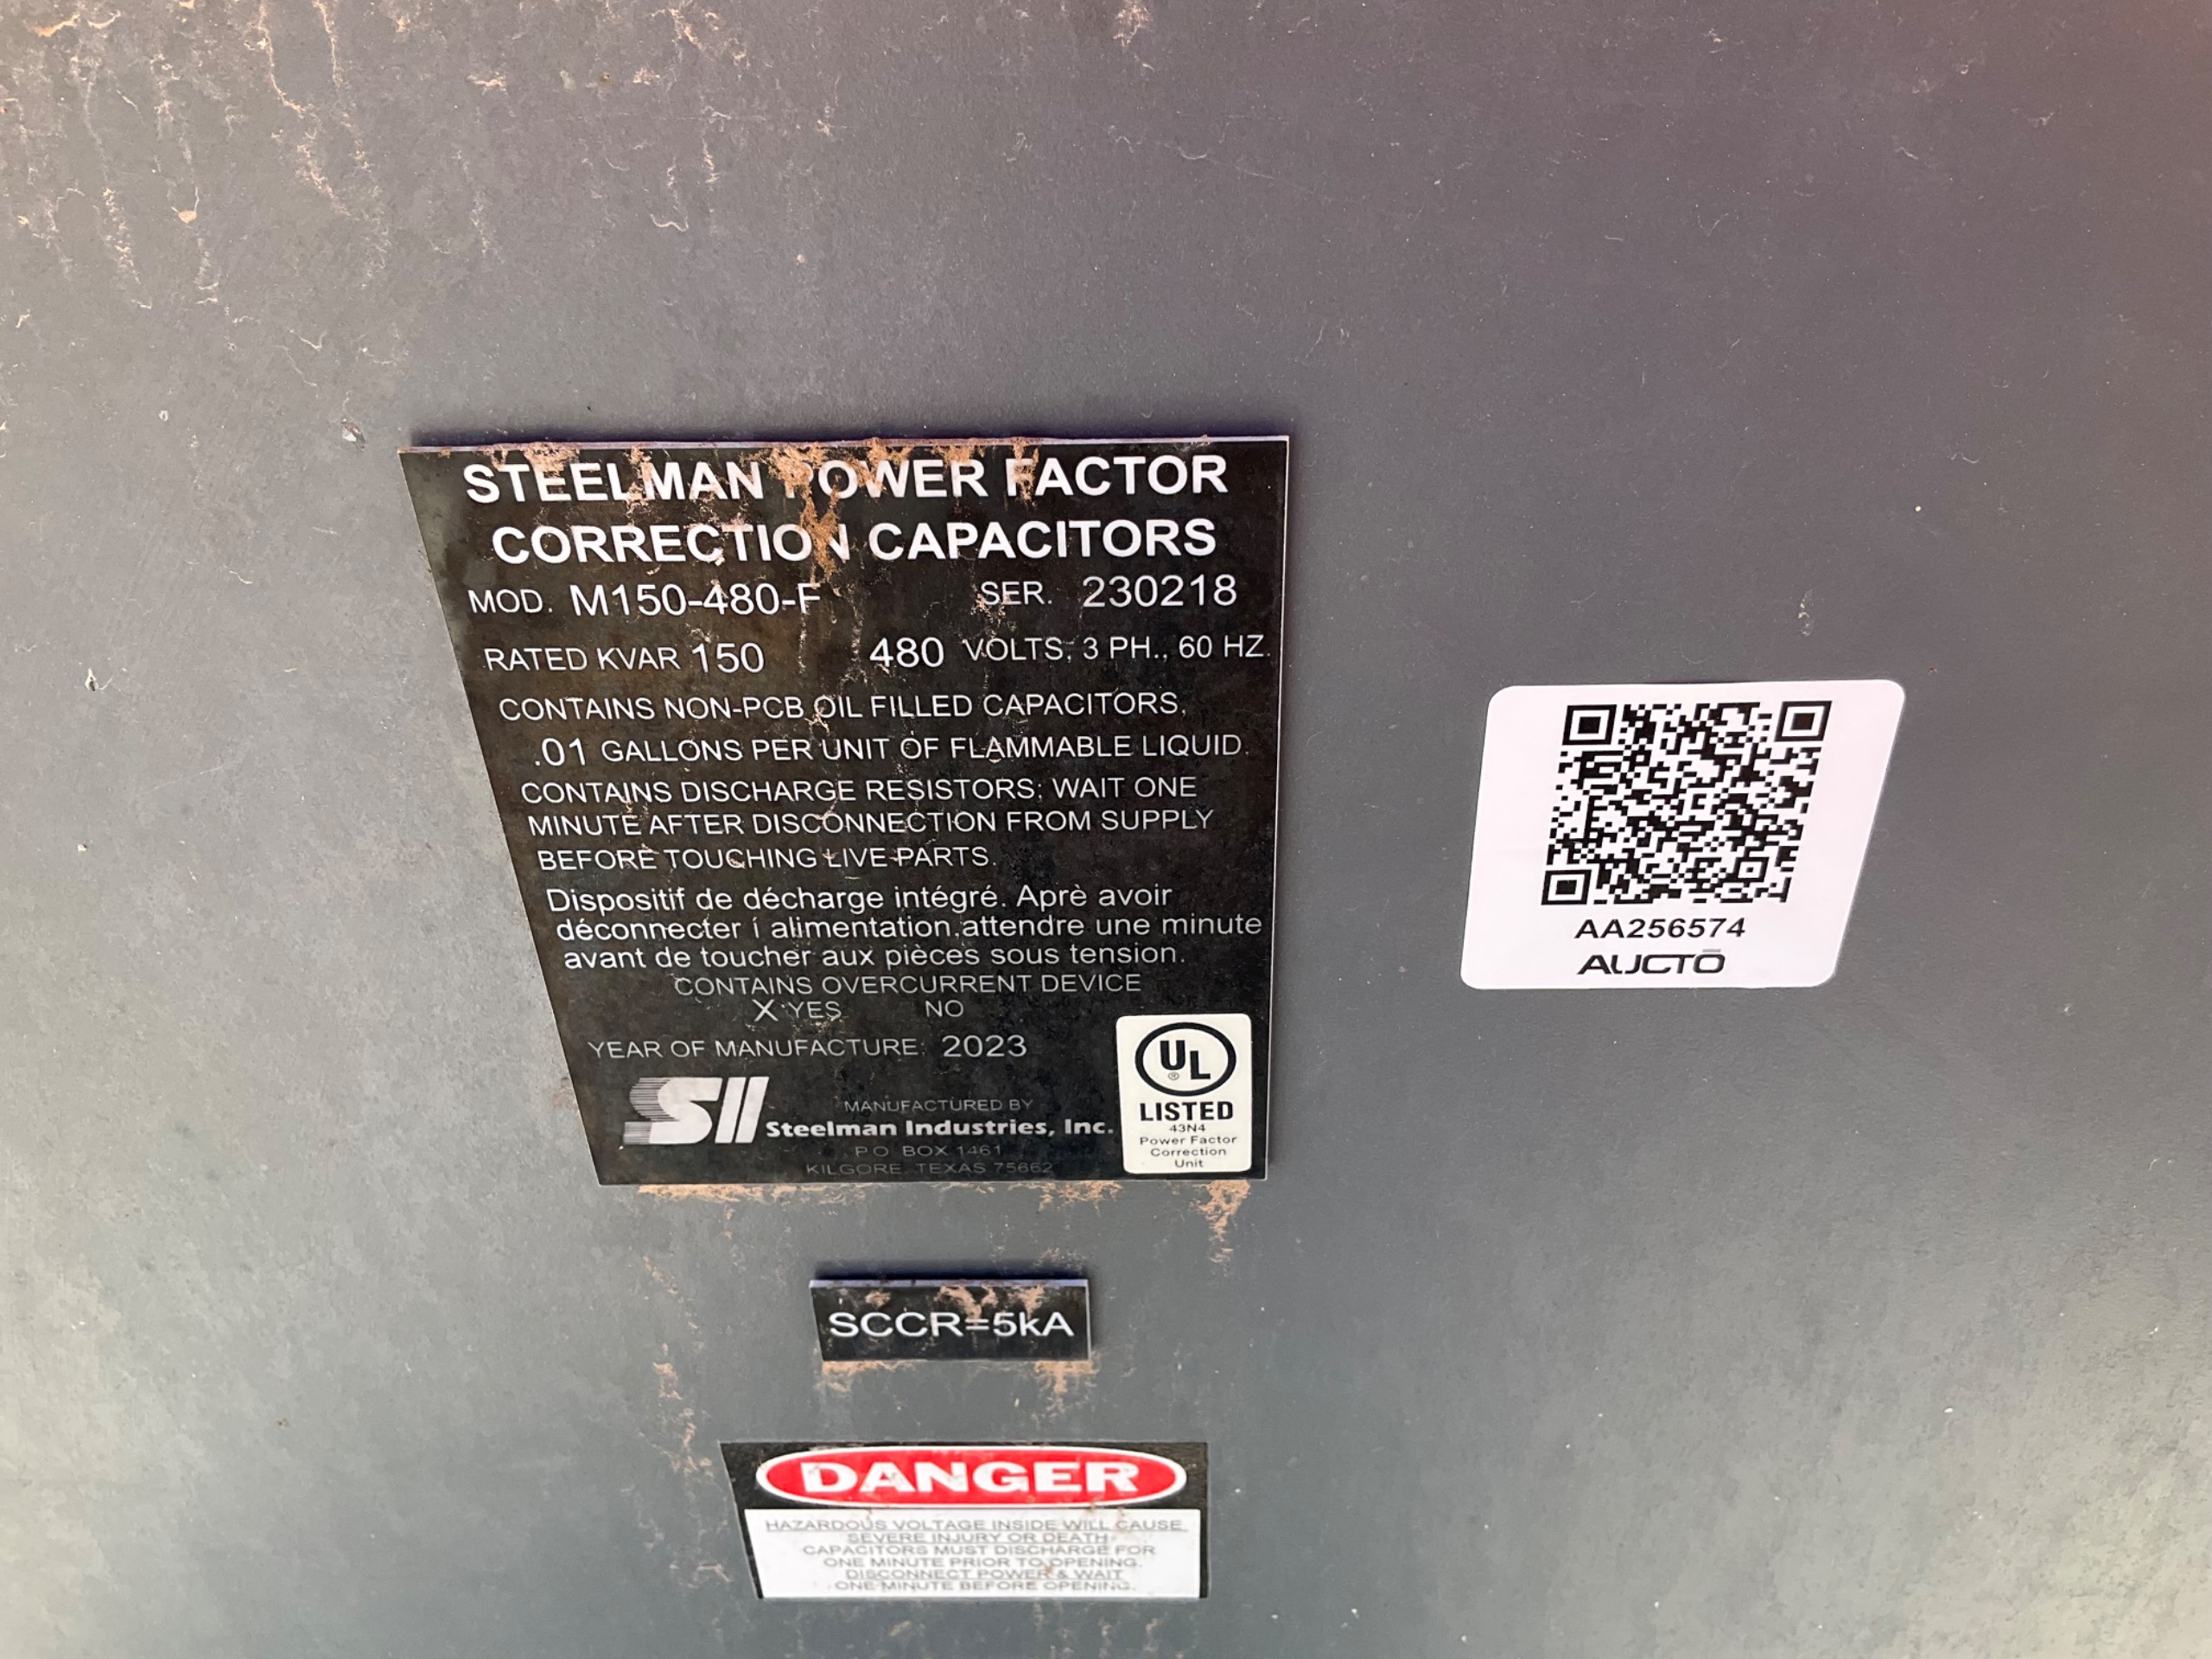 STEELMAN POWER FACTOR
CORRECTION CAPACITORS
MOD. M150-480-F SER. 230218
RATED KVAR 150 480 VOLTS, 3 PH., 60 HZ.
CONTAINS NON-PCB OIL FILLED CAPACITORS,
.01 GALLONS PER UNIT OF FLAMMABLE LIQUID.
CONTAINS DISCHARGE RESISTORS; WAIT ONE
MINUTE AFTER DISCONNECTION FROM SUPPLY
BEFORE TOUCHING LIVE PARTS.
Dispositif de décharge intégré. Aprè avoir
déconnecter í alimentation,attendre une minute
avant de toucher aux pièces sous tension.
CONTAINS OVERCURRENT DEVICE
X YES NO
YEAR OF MANUFACTURE: 2023
SII
MANUFACTURED BY
Steelman Industries, Inc.
P.O. BOX 1461
KILGORE, TEXAS 75662
UL
®
LISTED
43N4
Power Factor
Correction
Unit
AA256574
AUCTŌ
SCCR=5kA
DANGER
HAZARDOUS VOLTAGE INSIDE WILL CAUSE
SEVERE INJURY OR DEATH
CAPACITORS MUST DISCHARGE FOR
ONE MINUTE PRIOR TO OPENING.
DISCONNECT POWER & WAIT
ONE MINUTE BEFORE OPENING.